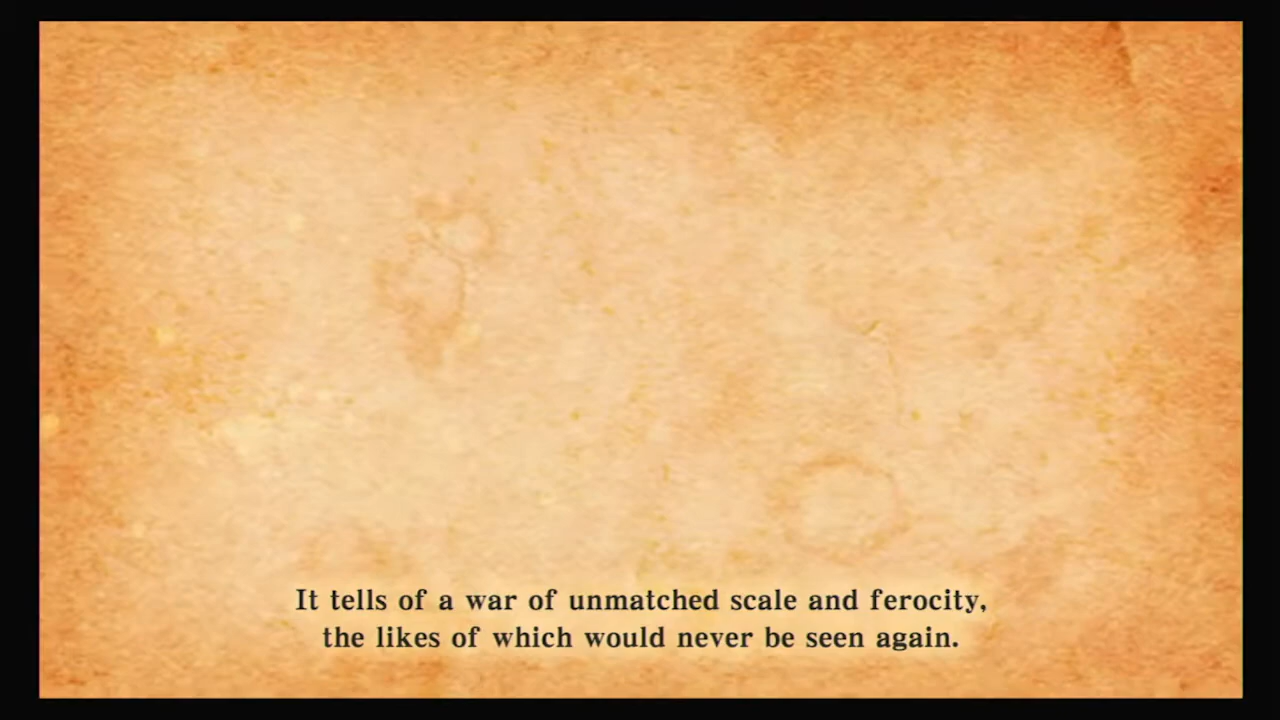 It tells of a war of unmatched scale and ferocity,
the likes of which would never be seen again.